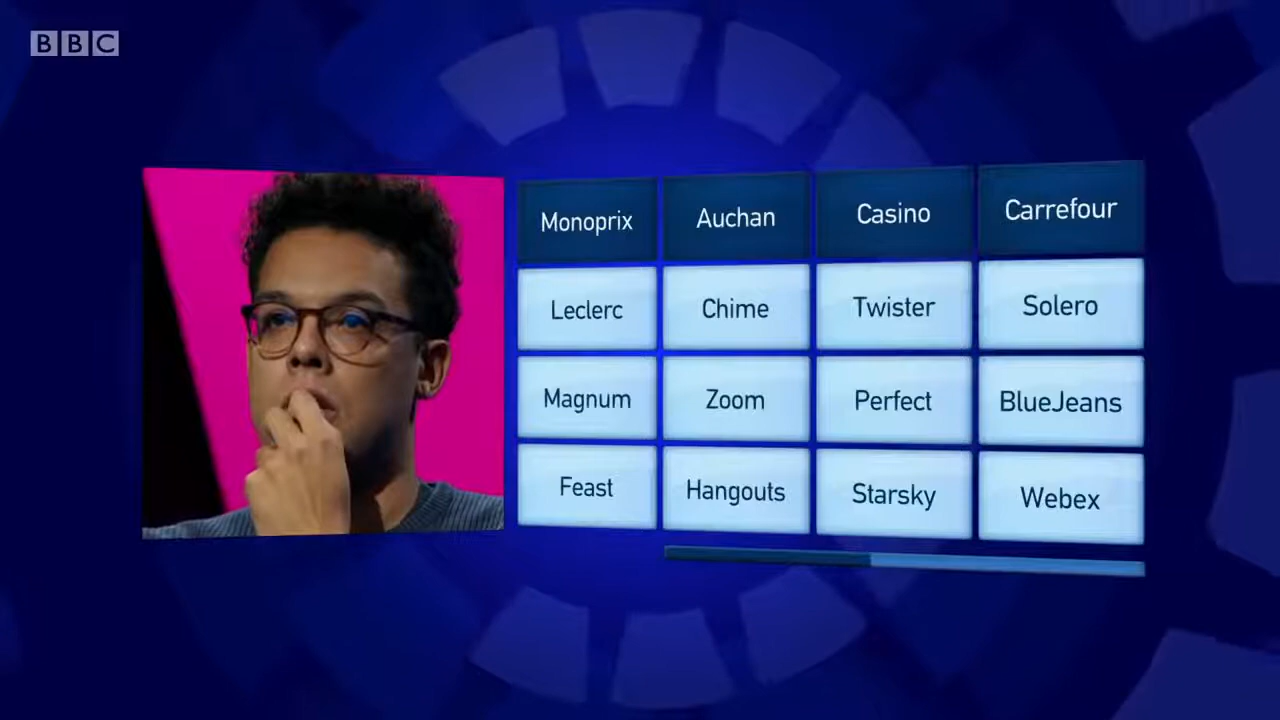 BBC
Monoprix Auchan Casino Carrefour
Leclerc Chime Twister Solero
Magnum Zoom Perfect BlueJeans
Feast Hangouts Starsky Webex